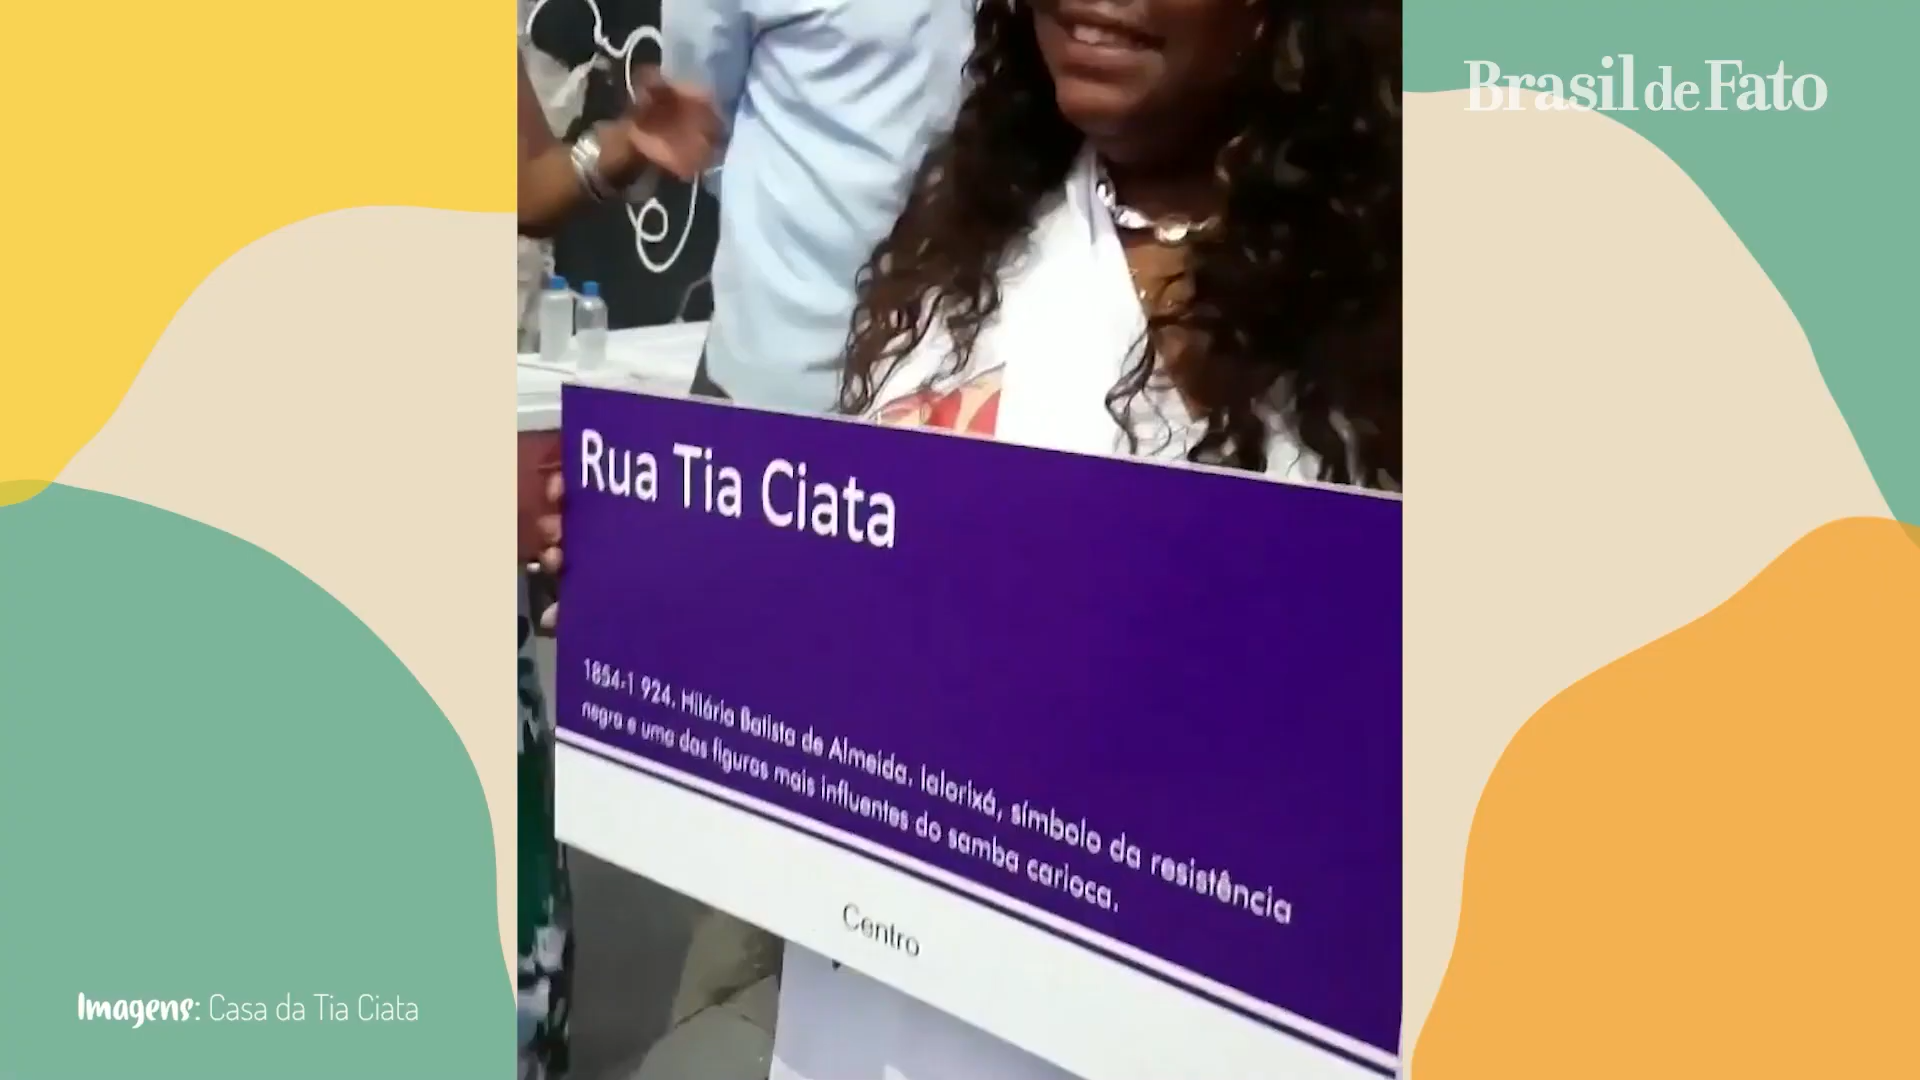 Brasil de Fato
Rua Tia Ciata
1854-1 924. Hilária Batista de Almeida. Ialorixá, símbolo da resistência
negra e uma das figuras mais influentes do samba carioca.
Centro
Imagens: Casa da Tia Ciata